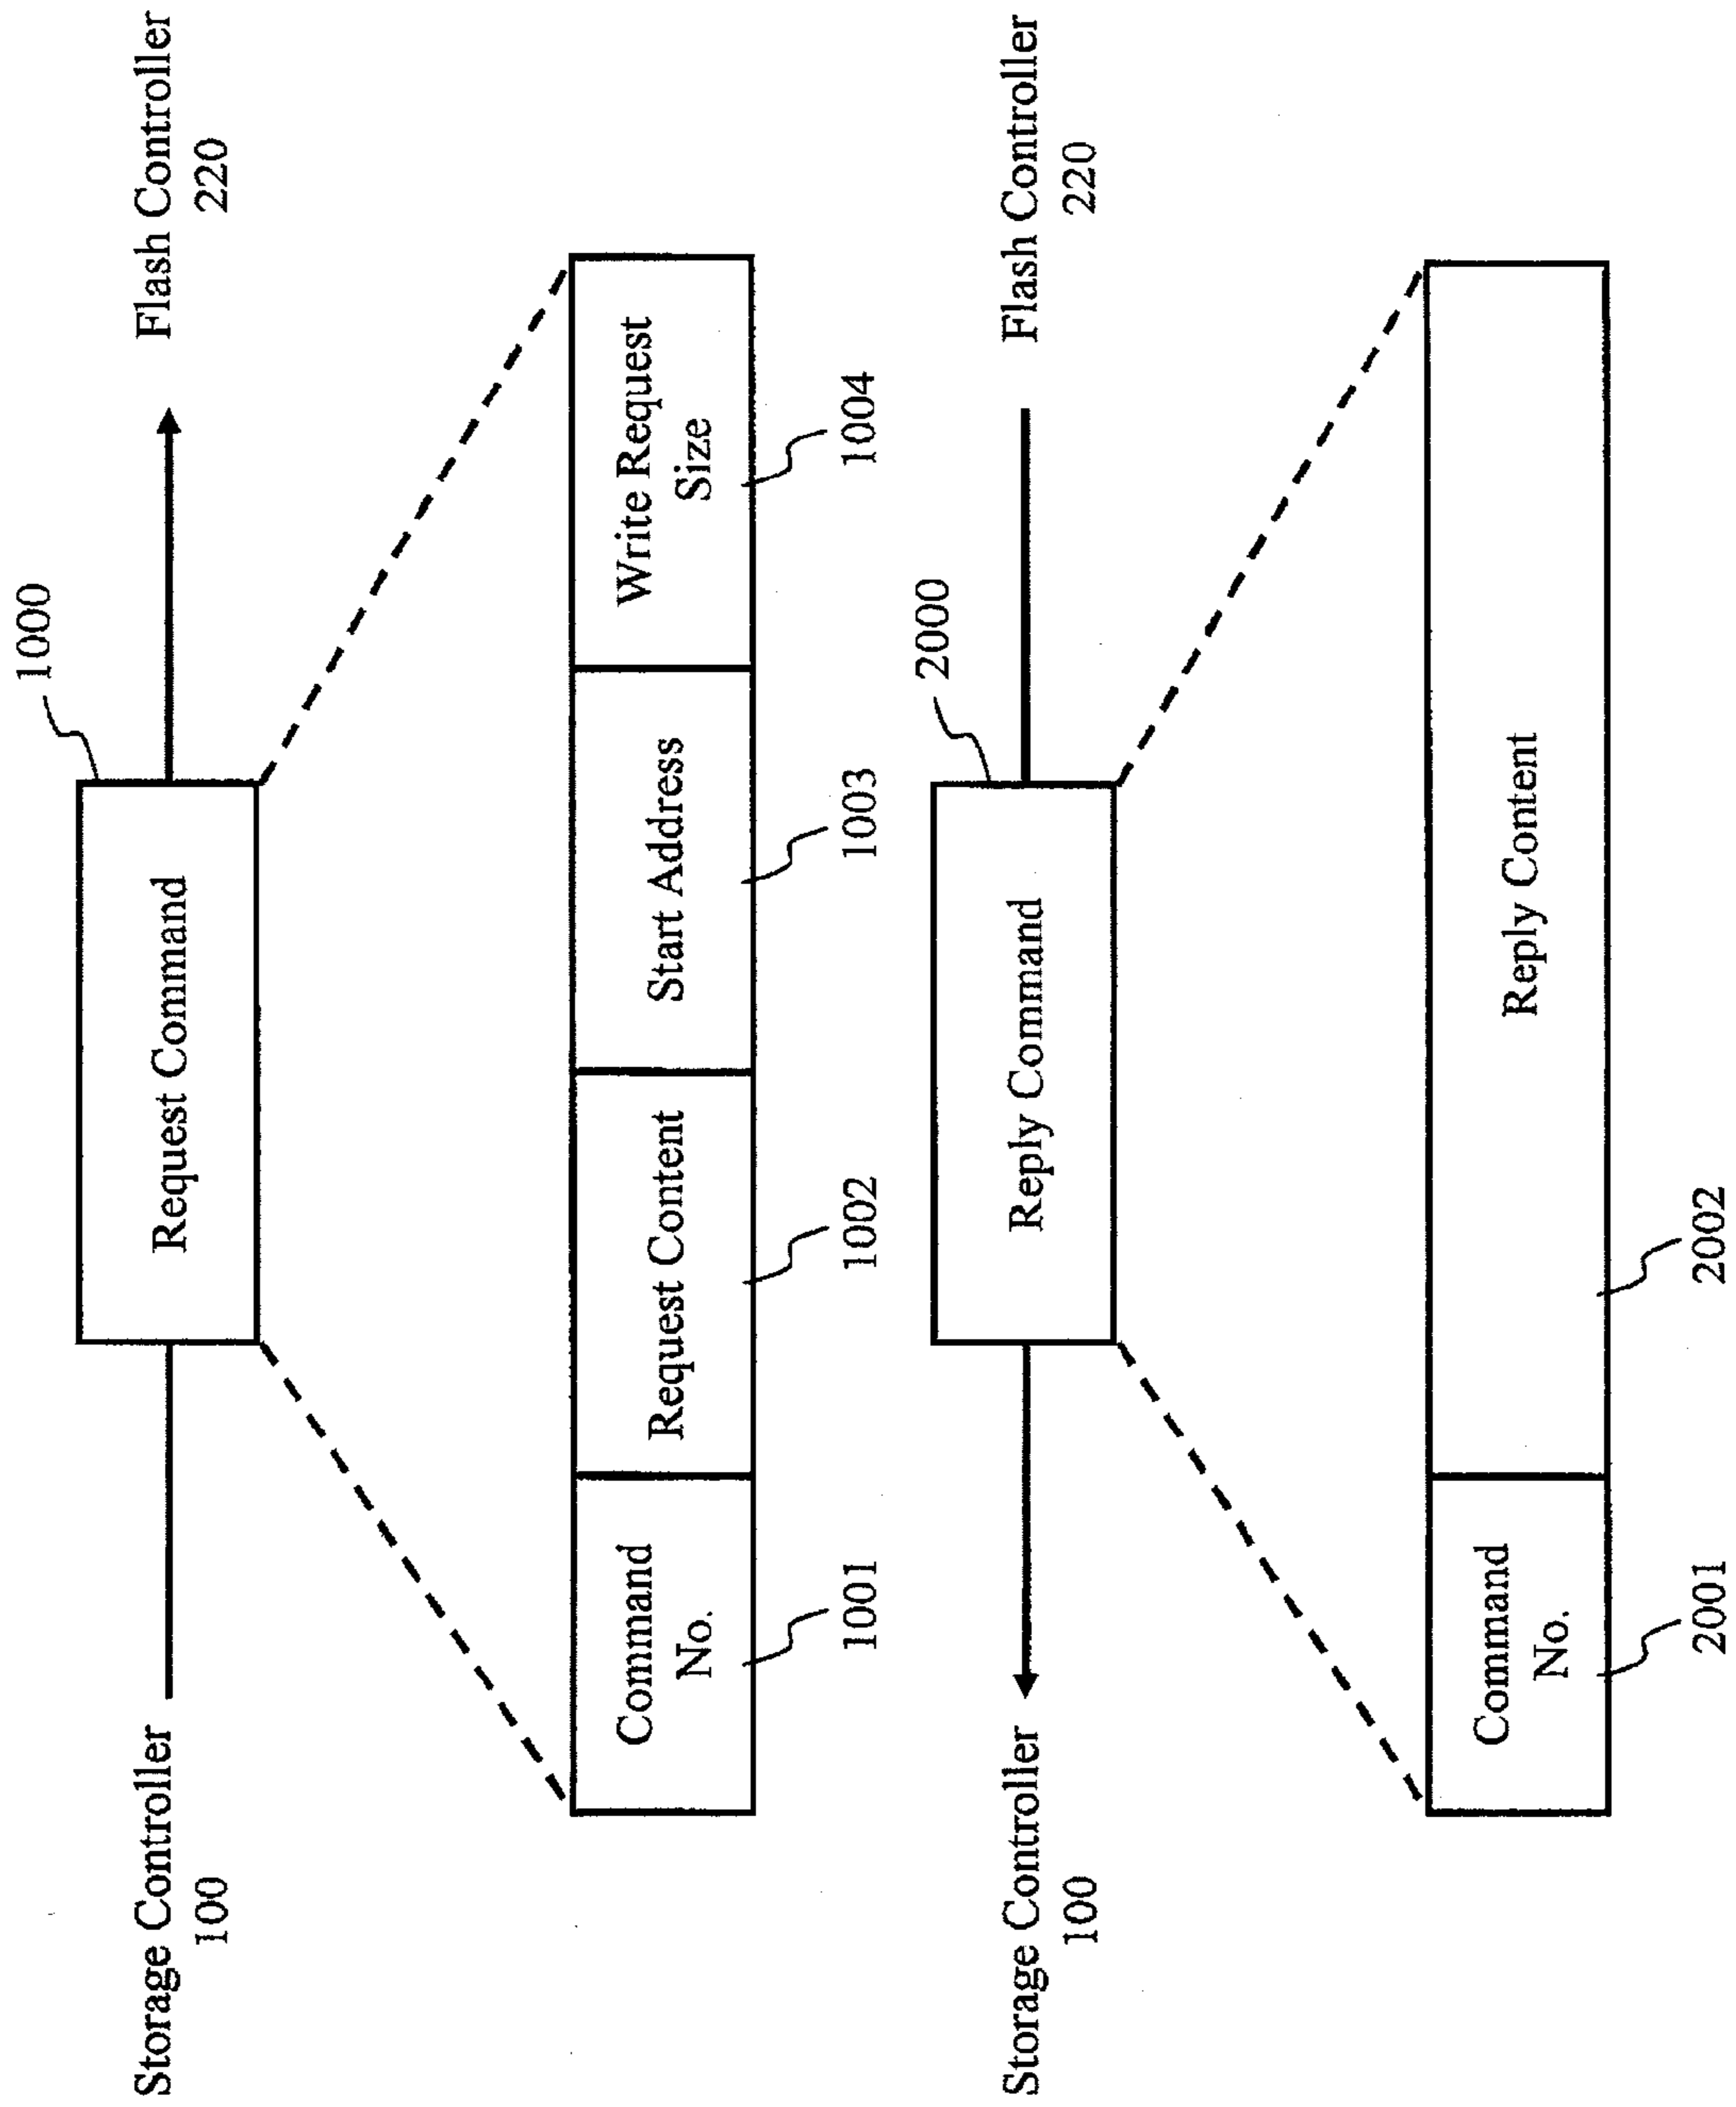 1000
Storage Controller
100
Request Command
Flash Controller
220
Command
No.
Request Content
Start Address
Write Request
Size
1001
1002
1003
1004
2000
Storage Controller
100
Reply Command
Flash Controller
220
Command
No.
Reply Content
2001
2002